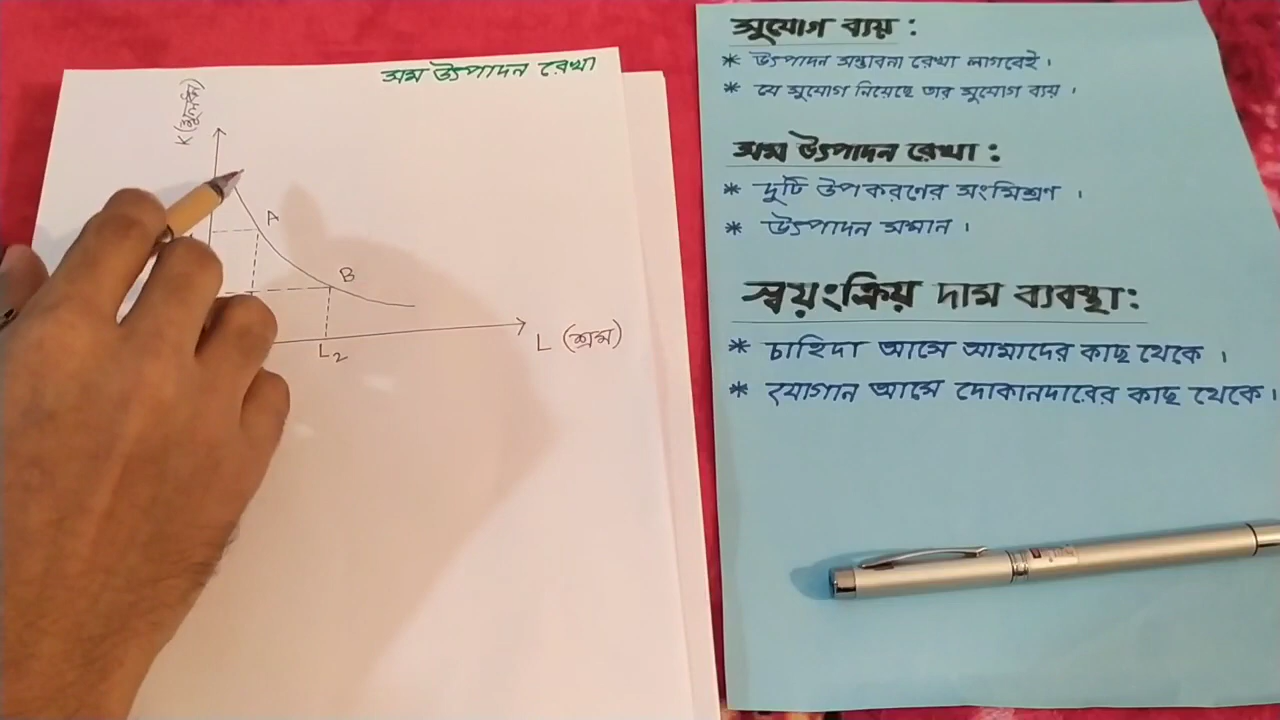 সম উৎপাদন রেখা
K (মূলধন)
A
B
L2
L (শ্রম)
সুযোগ ব্যয় :
* উৎপাদন সম্ভাবনা রেখা লাগবেই ।
* যে সুযোগ নিয়েছে তার সুযোগ ব্যয় ।
সম উৎপাদন রেখা :
* দুটি উপকরণের সংমিশ্রণ ।
* উৎপাদন সমান ।
স্বয়ংক্রিয় দাম ব্যবস্থা :
* চাহিদা আসে আমাদের কাছ থেকে ।
* যোগান আসে দোকানদারের কাছ থেকে ।